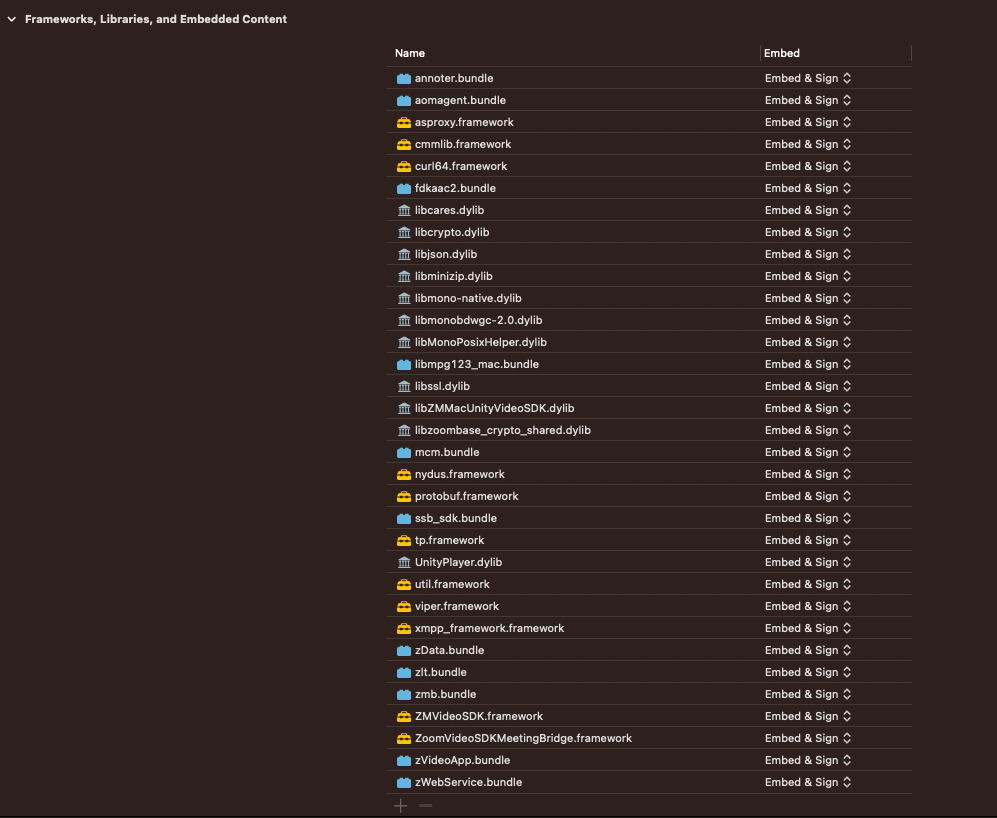 Frameworks, Libraries, and Embedded Content
Name Embed
annoter.bundle Embed & Sign
aomagent.bundle Embed & Sign
asproxy.framework Embed & Sign
cmmlib.framework Embed & Sign
curl64.framework Embed & Sign
fdkaac2.bundle Embed & Sign
libcares.dylib Embed & Sign
libcrypto.dylib Embed & Sign
libjson.dylib Embed & Sign
libminizip.dylib Embed & Sign
libmono-native.dylib Embed & Sign
libmonobdwgc-2.0.dylib Embed & Sign
libMonoPosixHelper.dylib Embed & Sign
libmpg123_mac.bundle Embed & Sign
libssl.dylib Embed & Sign
libZMMacUnityVideoSDK.dylib Embed & Sign
libzoombase_crypto_shared.dylib Embed & Sign
mcm.bundle Embed & Sign
nydus.framework Embed & Sign
protobuf.framework Embed & Sign
ssb_sdk.bundle Embed & Sign
tp.framework Embed & Sign
UnityPlayer.dylib Embed & Sign
util.framework Embed & Sign
viper.framework Embed & Sign
xmpp_framework.framework Embed & Sign
zData.bundle Embed & Sign
zlt.bundle Embed & Sign
zmb.bundle Embed & Sign
ZMVideoSDK.framework Embed & Sign
ZoomVideoSDKMeetingBridge.framework Embed & Sign
zVideoApp.bundle Embed & Sign
zWebService.bundle Embed & Sign